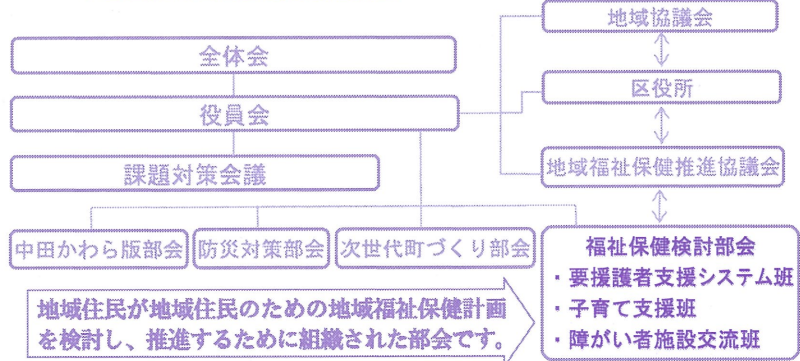 地域協議会
全体会
区役所
役員会
課題対策会議
地域福祉保健推進協議会
中田かわら版部会
防災対策部会
次世代町づくり部会
福祉保健検討部会
・要援護者支援システム班
・子育て支援班
・障がい者施設交流班
地域住民が地域住民のための地域福祉保健計画
を検討し、推進するために組織された部会です。